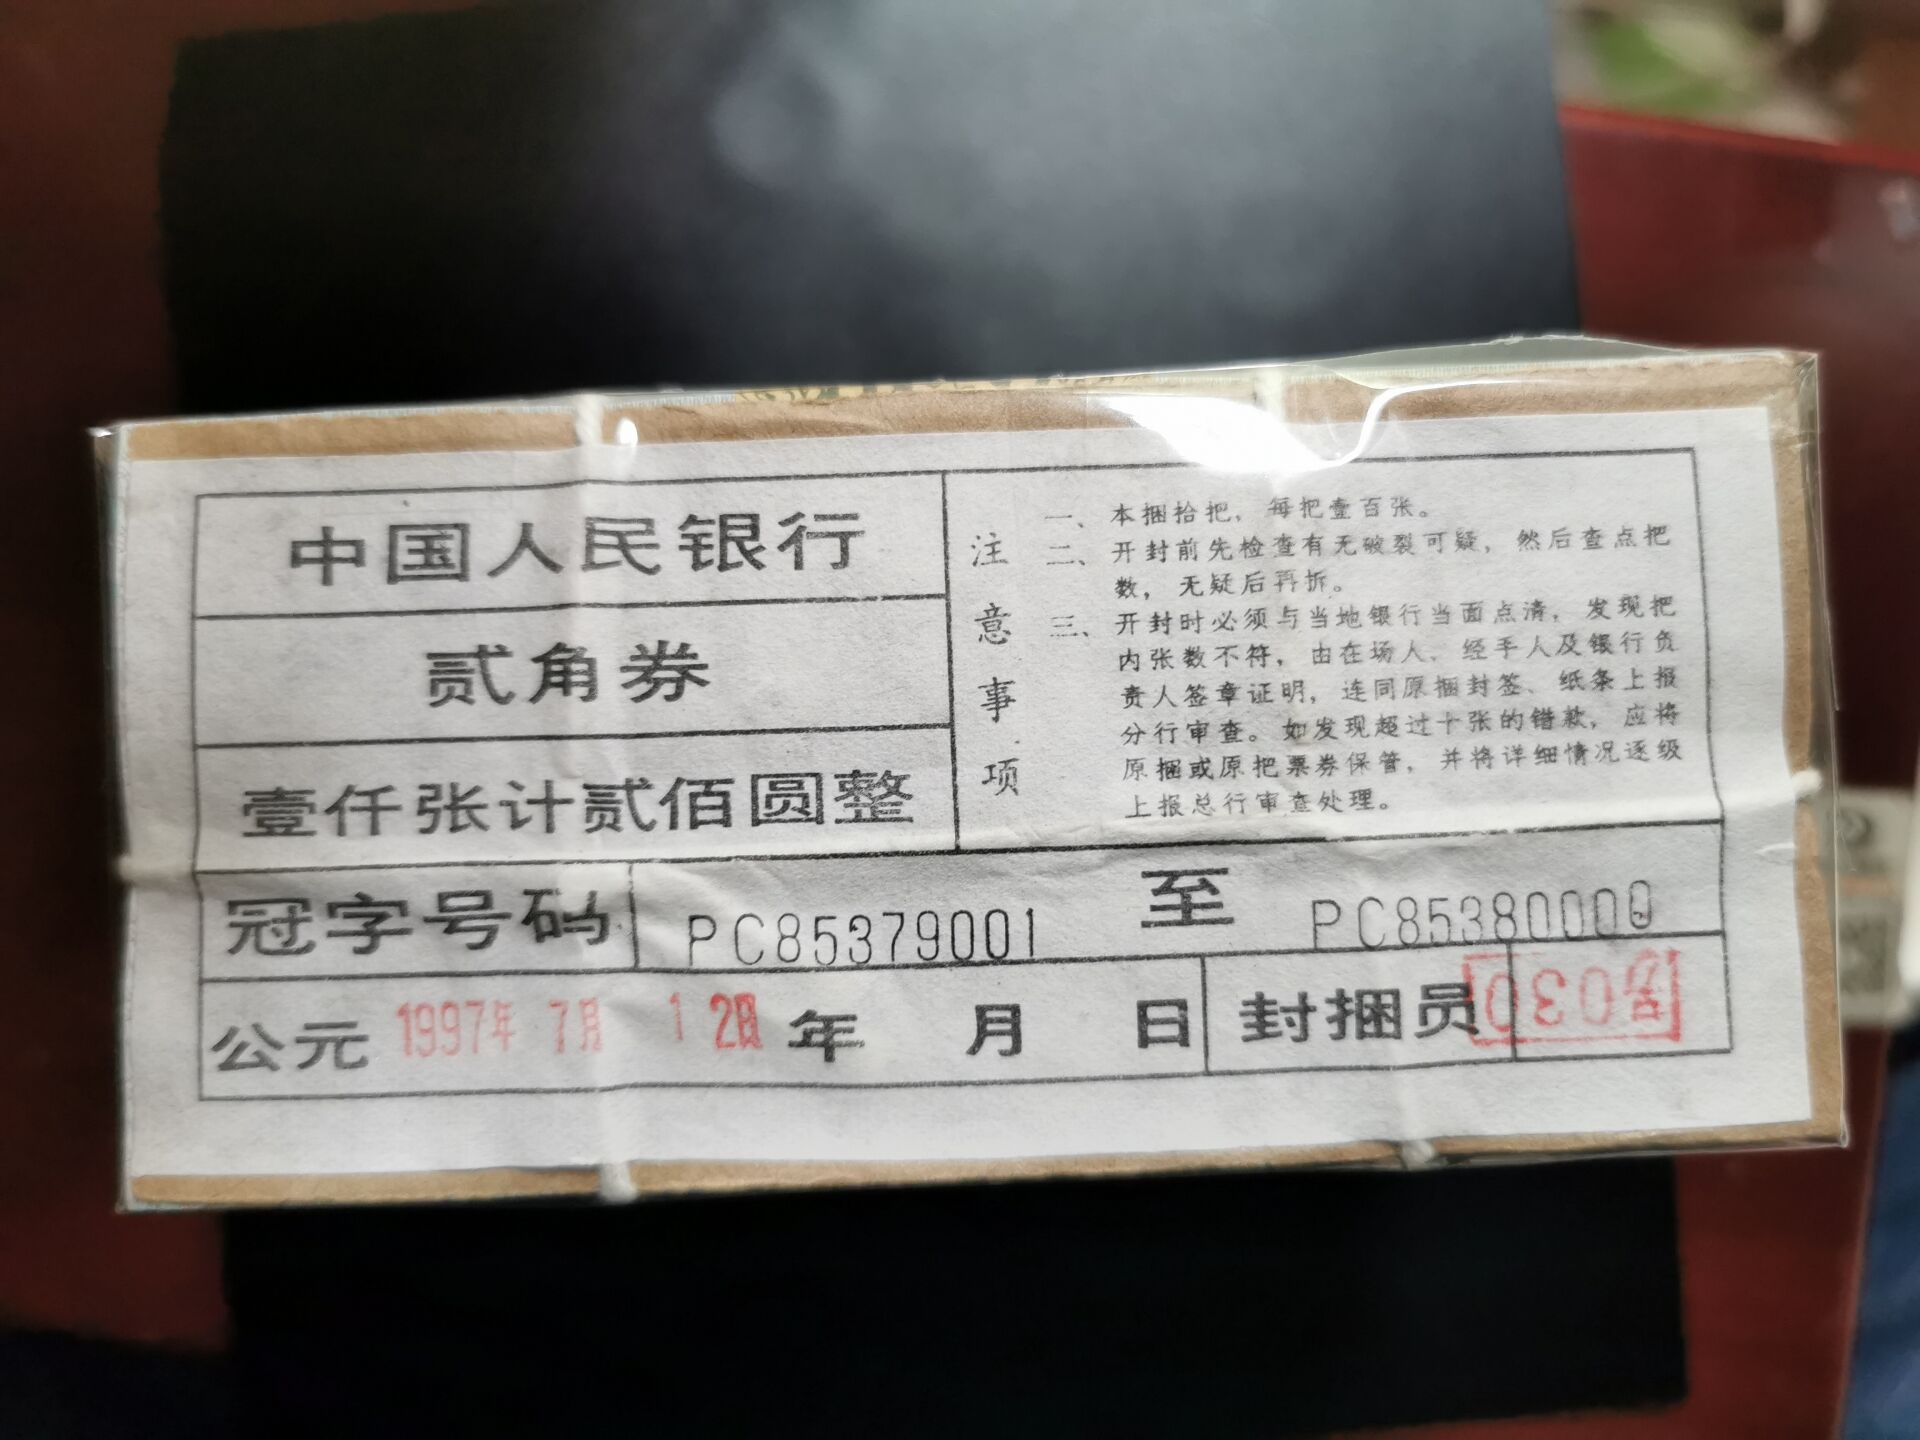 中国人民银行
贰角券
壹仟张计贰佰圆整
注意事项
一、本捆拾把，每把壹百张。
二、开封前先检查有无破裂可疑，然后查点把
数，无疑后再拆。
三、开封时必须与当地银行当面点清，发现把
内张数不符，由在场人、经手人及银行负
责人签章证明，连同原捆封签、纸条上报
分行审查。如发现超过十张的错款，应将
原捆或原把票券保管，并将详细情况逐级
上报总行审查处理。
冠字号码 PC85379001 至 PC85380000
公元 1997年 7月 12日 年 月 日 封捆员 030